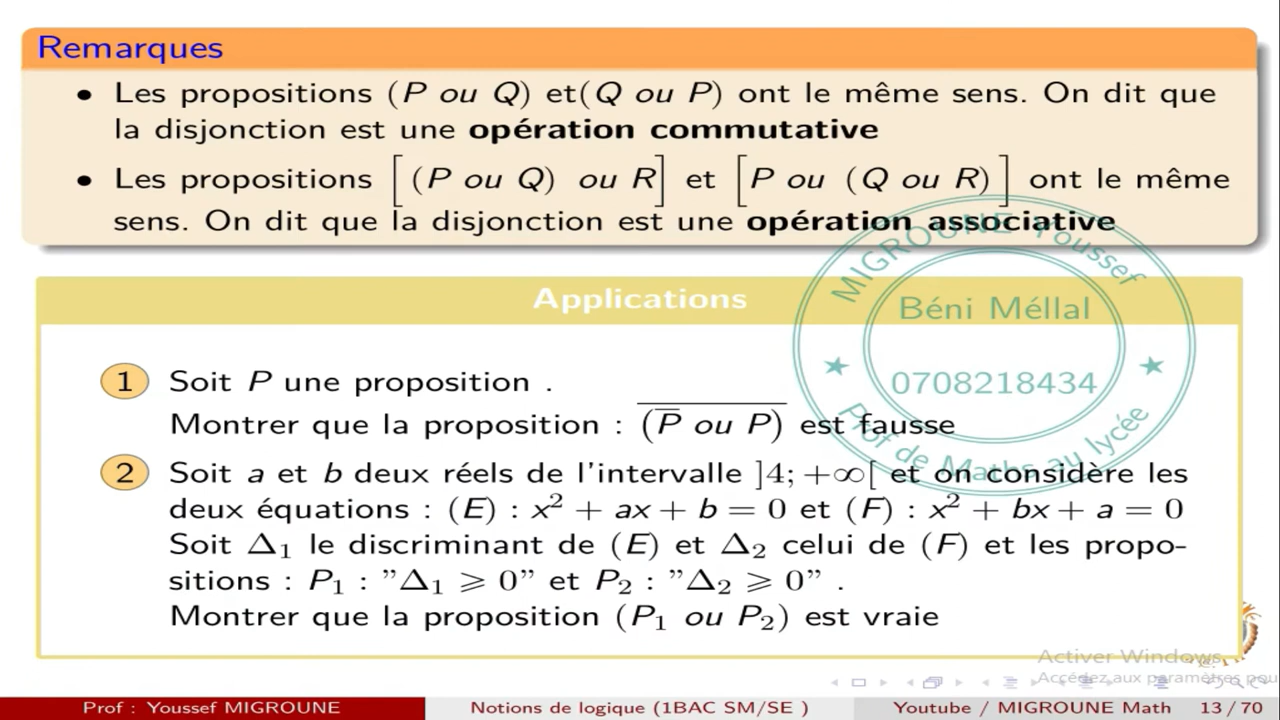 Remarques
• Les propositions (P ou Q) et(Q ou P) ont le même sens. On dit que
la disjonction est une opération commutative
• Les propositions [(P ou Q) ou R] et [P ou (Q ou R)] ont le même
sens. On dit que la disjonction est une opération associative
Applications
1 Soit P une proposition .
Montrer que la proposition : \overline{(\overline{P} ou P)} est fausse
2 Soit a et b deux réels de l'intervalle ]4; +∞[ et on considère les
deux équations : (E) : x² + ax + b = 0 et (F) : x² + bx + a = 0
Soit Δ₁ le discriminant de (E) et Δ₂ celui de (F) et les propo-
sitions : P₁ : ”Δ₁ ⩾ 0” et P₂ : ”Δ₂ ⩾ 0” .
Montrer que la proposition (P₁ ou P₂) est vraie
MIGROUNE Youssef
Béni Méllal
0708218434
Prof de Maths au lycée
Activer Windows
Accédez aux paramètres pou
Prof : Youssef MIGROUNE
Notions de logique (1BAC SM/SE )
Youtube / MIGROUNE Math
13 / 70